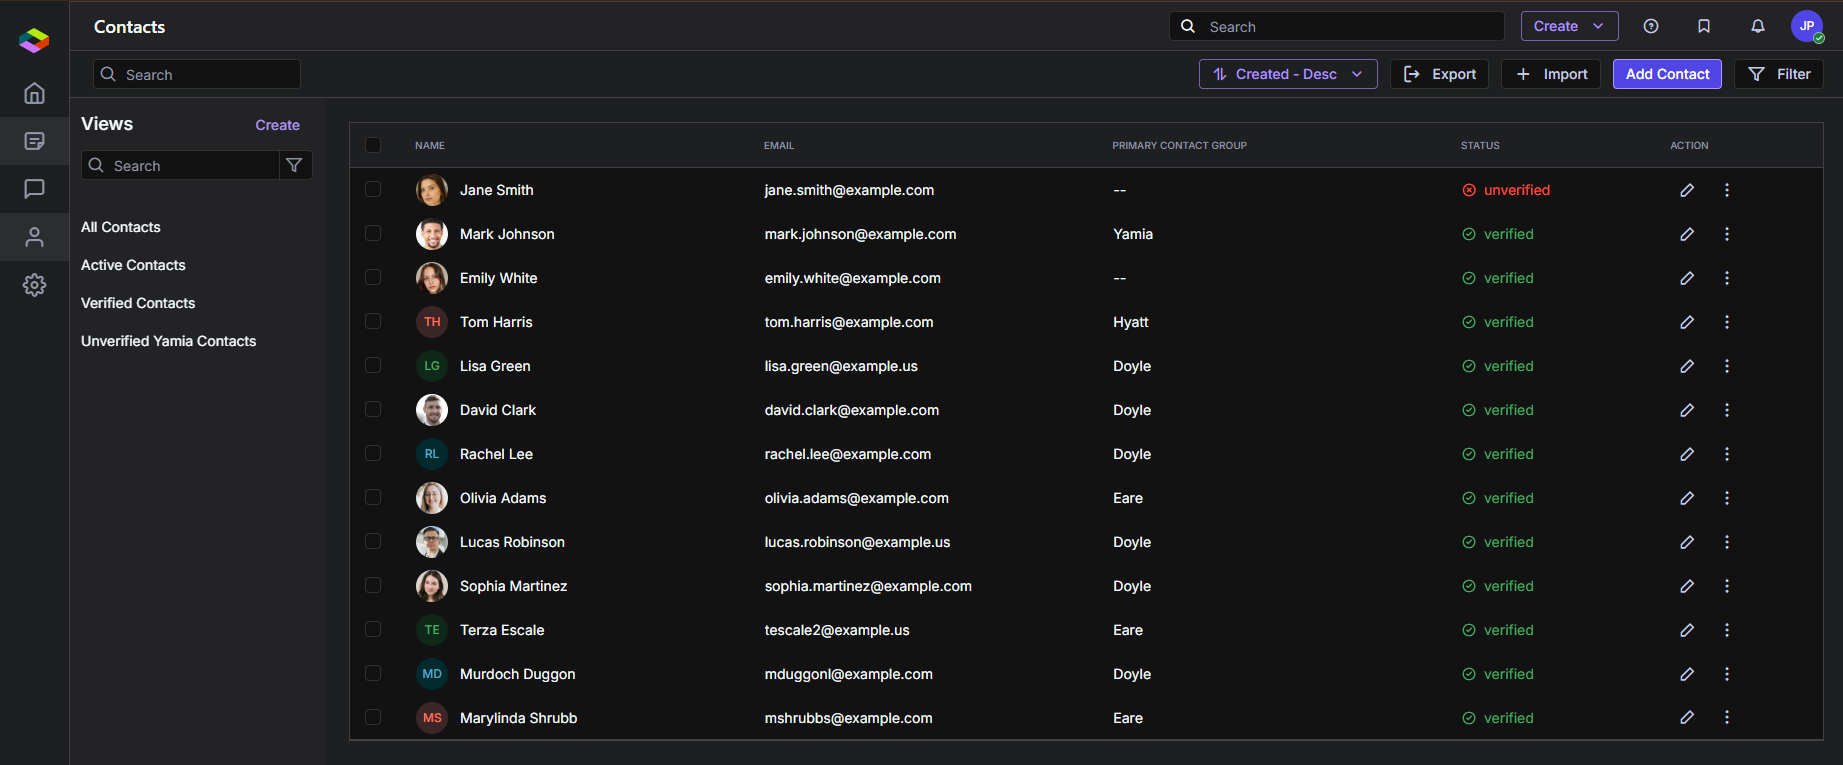 Contacts
Search
Create
JP
Search
Created - Desc
Export
Import
Add Contact
Filter
Views
Create
Search
All Contacts
Active Contacts
Verified Contacts
Unverified Yamia Contacts
NAME EMAIL PRIMARY CONTACT GROUP STATUS ACTION
Jane Smith jane.smith@example.com -- unverified
Mark Johnson mark.johnson@example.com Yamia verified
Emily White emily.white@example.com -- verified
TH Tom Harris tom.harris@example.com Hyatt verified
LG Lisa Green lisa.green@example.us Doyle verified
David Clark david.clark@example.com Doyle verified
RL Rachel Lee rachel.lee@example.com Doyle verified
Olivia Adams olivia.adams@example.com Eare verified
Lucas Robinson lucas.robinson@example.us Doyle verified
Sophia Martinez sophia.martinez@example.com Doyle verified
TE Terza Escale tescale2@example.us Eare verified
MD Murdoch Duggon mduggonl@example.com Doyle verified
MS Marylinda Shrubb mshrubbs@example.com Eare verified